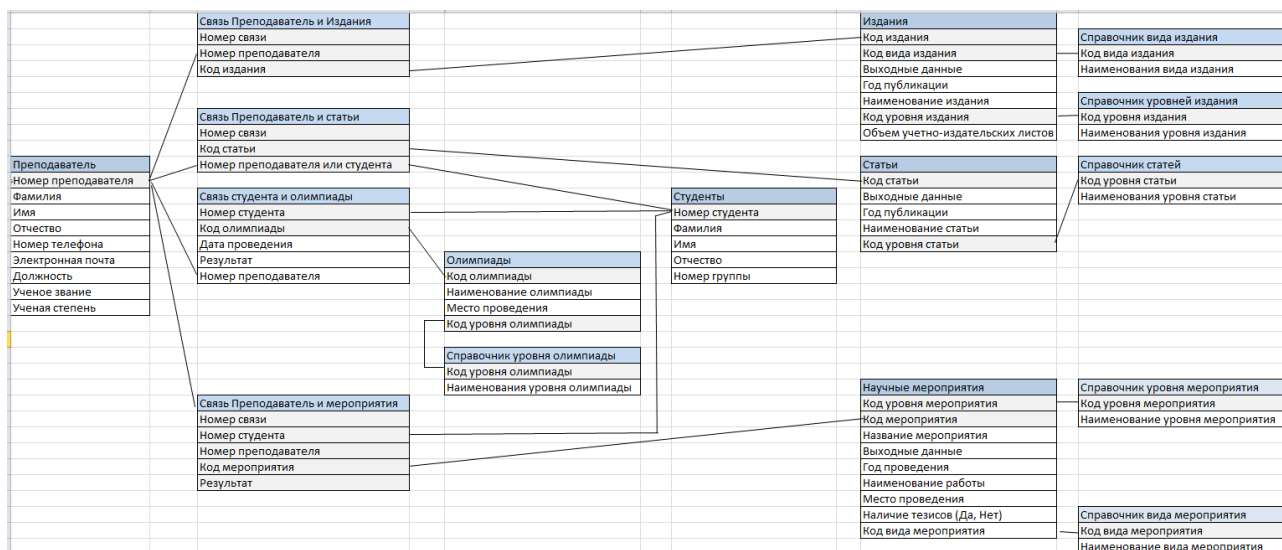 Преподаватель
Номер преподавателя
Фамилия
Имя
Отчество
Номер телефона
Электронная почта
Должность
Ученое звание
Ученая степень
Связь Преподаватель и Издания
Номер связи
Номер преподавателя
Код издания
Связь Преподаватель и статьи
Номер связи
Код статьи
Номер преподавателя или студента
Связь студента и олимпиады
Номер студента
Код олимпиады
Дата проведения
Результат
Номер преподавателя
Связь Преподаватель и мероприятия
Номер связи
Номер студента
Номер преподавателя
Код мероприятия
Результат
Олимпиады
Код олимпиады
Наименование олимпиады
Место проведения
Код уровня олимпиады
Справочник уровня олимпиады
Код уровня олимпиады
Наименования уровня олимпиады
Студенты
Номер студента
Фамилия
Имя
Отчество
Номер группы
Издания
Код издания
Код вида издания
Выходные данные
Год публикации
Наименование издания
Код уровня издания
Объем учетно-издательских листов
Статьи
Код статьи
Выходные данные
Год публикации
Наименование статьи
Код уровня статьи
Научные мероприятия
Код уровня мероприятия
Код мероприятия
Название мероприятия
Выходные данные
Год проведения
Наименование работы
Место проведения
Наличие тезисов (Да, Нет)
Код вида мероприятия
Справочник вида издания
Код вида издания
Наименования вида издания
Справочник уровней издания
Код уровня издания
Наименования уровня издания
Справочник статей
Код уровня статьи
Наименования уровня статьи
Справочник уровня мероприятия
Код уровня мероприятия
Наименование уровня мероприятия
Справочник вида мероприятия
Код вида мероприятия
Наименование вида мероприятия